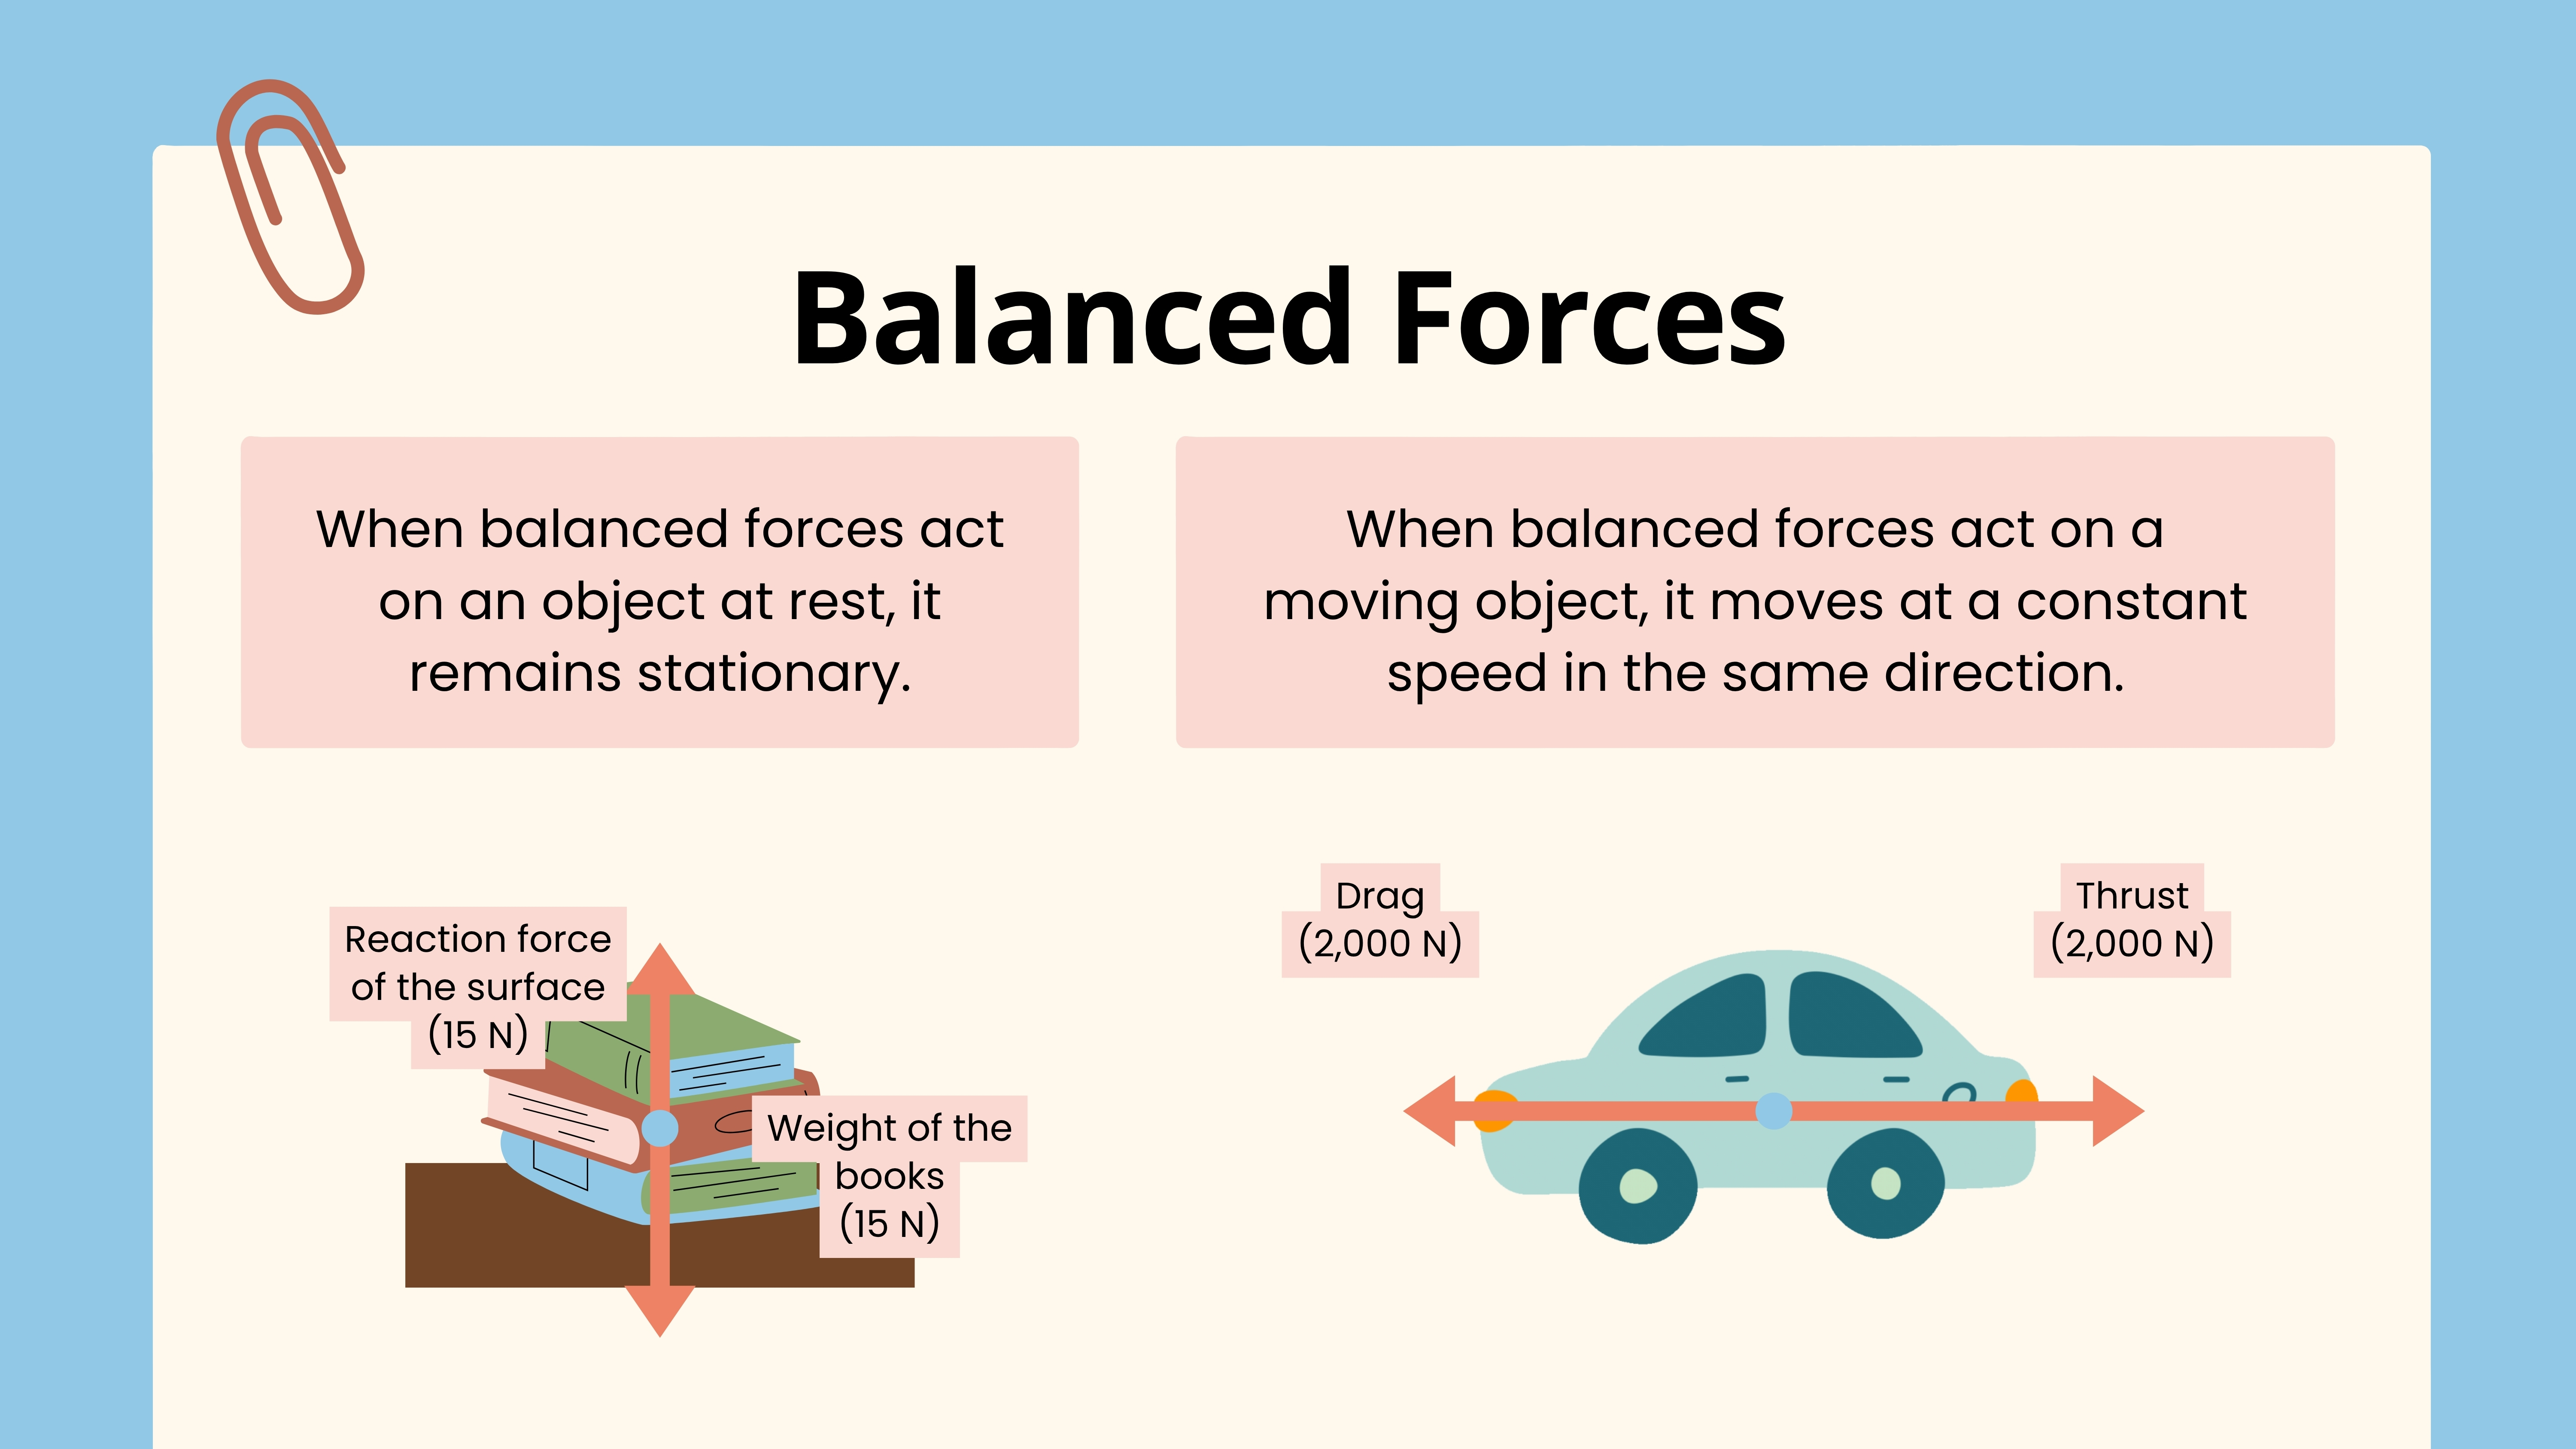 Balanced Forces
When balanced forces act
on an object at rest, it
remains stationary.
When balanced forces act on a
moving object, it moves at a constant
speed in the same direction.
Reaction force
of the surface
(15 N)
Weight of the
books
(15 N)
Drag
(2,000 N)
Thrust
(2,000 N)